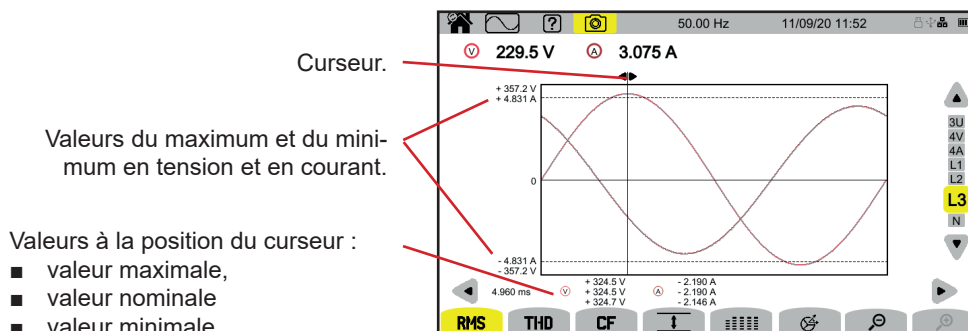 ?
50.00 Hz
11/09/20 11:52
V 229.5 V A 3.075 A
Curseur.
+ 357.2 V
+ 4.831 A
Valeurs du maximum et du mini-
mum en tension et en courant.
3U
4V
4A
L1
L2
L3
N
0
- 4.831 A
- 357.2 V
Valeurs à la position du curseur :
■ valeur maximale,
■ valeur nominale
■ valeur minimale
4.960 ms
V
+ 324.5 V
+ 324.5 V
+ 324.7 V
A
- 2.190 A
- 2.190 A
- 2.146 A
RMS THD CF